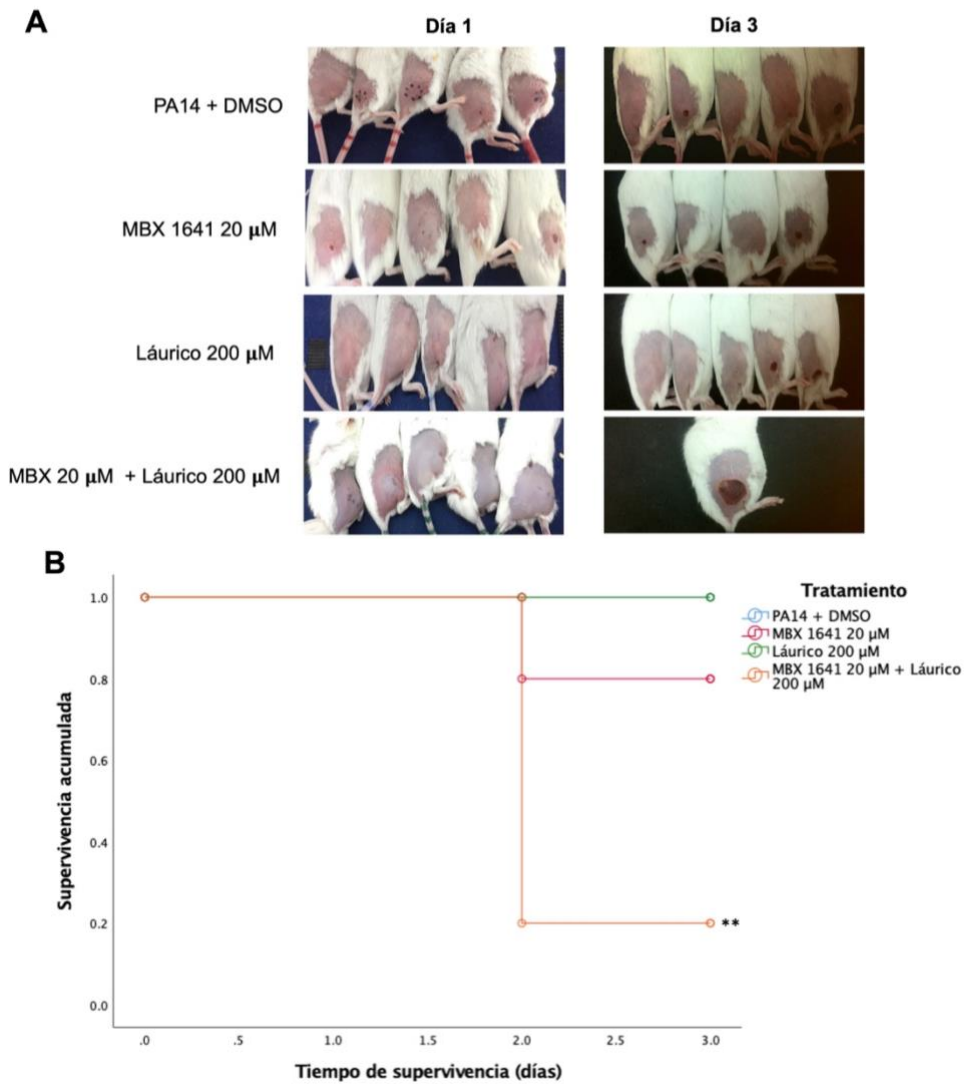 A
Día 1
Día 3
PA14 + DMSO
MBX 1641 20 μM
Láurico 200 μM
MBX 20 μM + Láurico 200 μM
B
Supervivencia acumulada
1.0
0.8
0.6
0.4
0.2
0.0
**
.0
.5
1.0
1.5
2.0
2.5
3.0
Tiempo de supervivencia (días)
Tratamiento
PA14 + DMSO
MBX 1641 20 μM
Láurico 200 μM
MBX 1641 20 μM + Láurico
200 μM